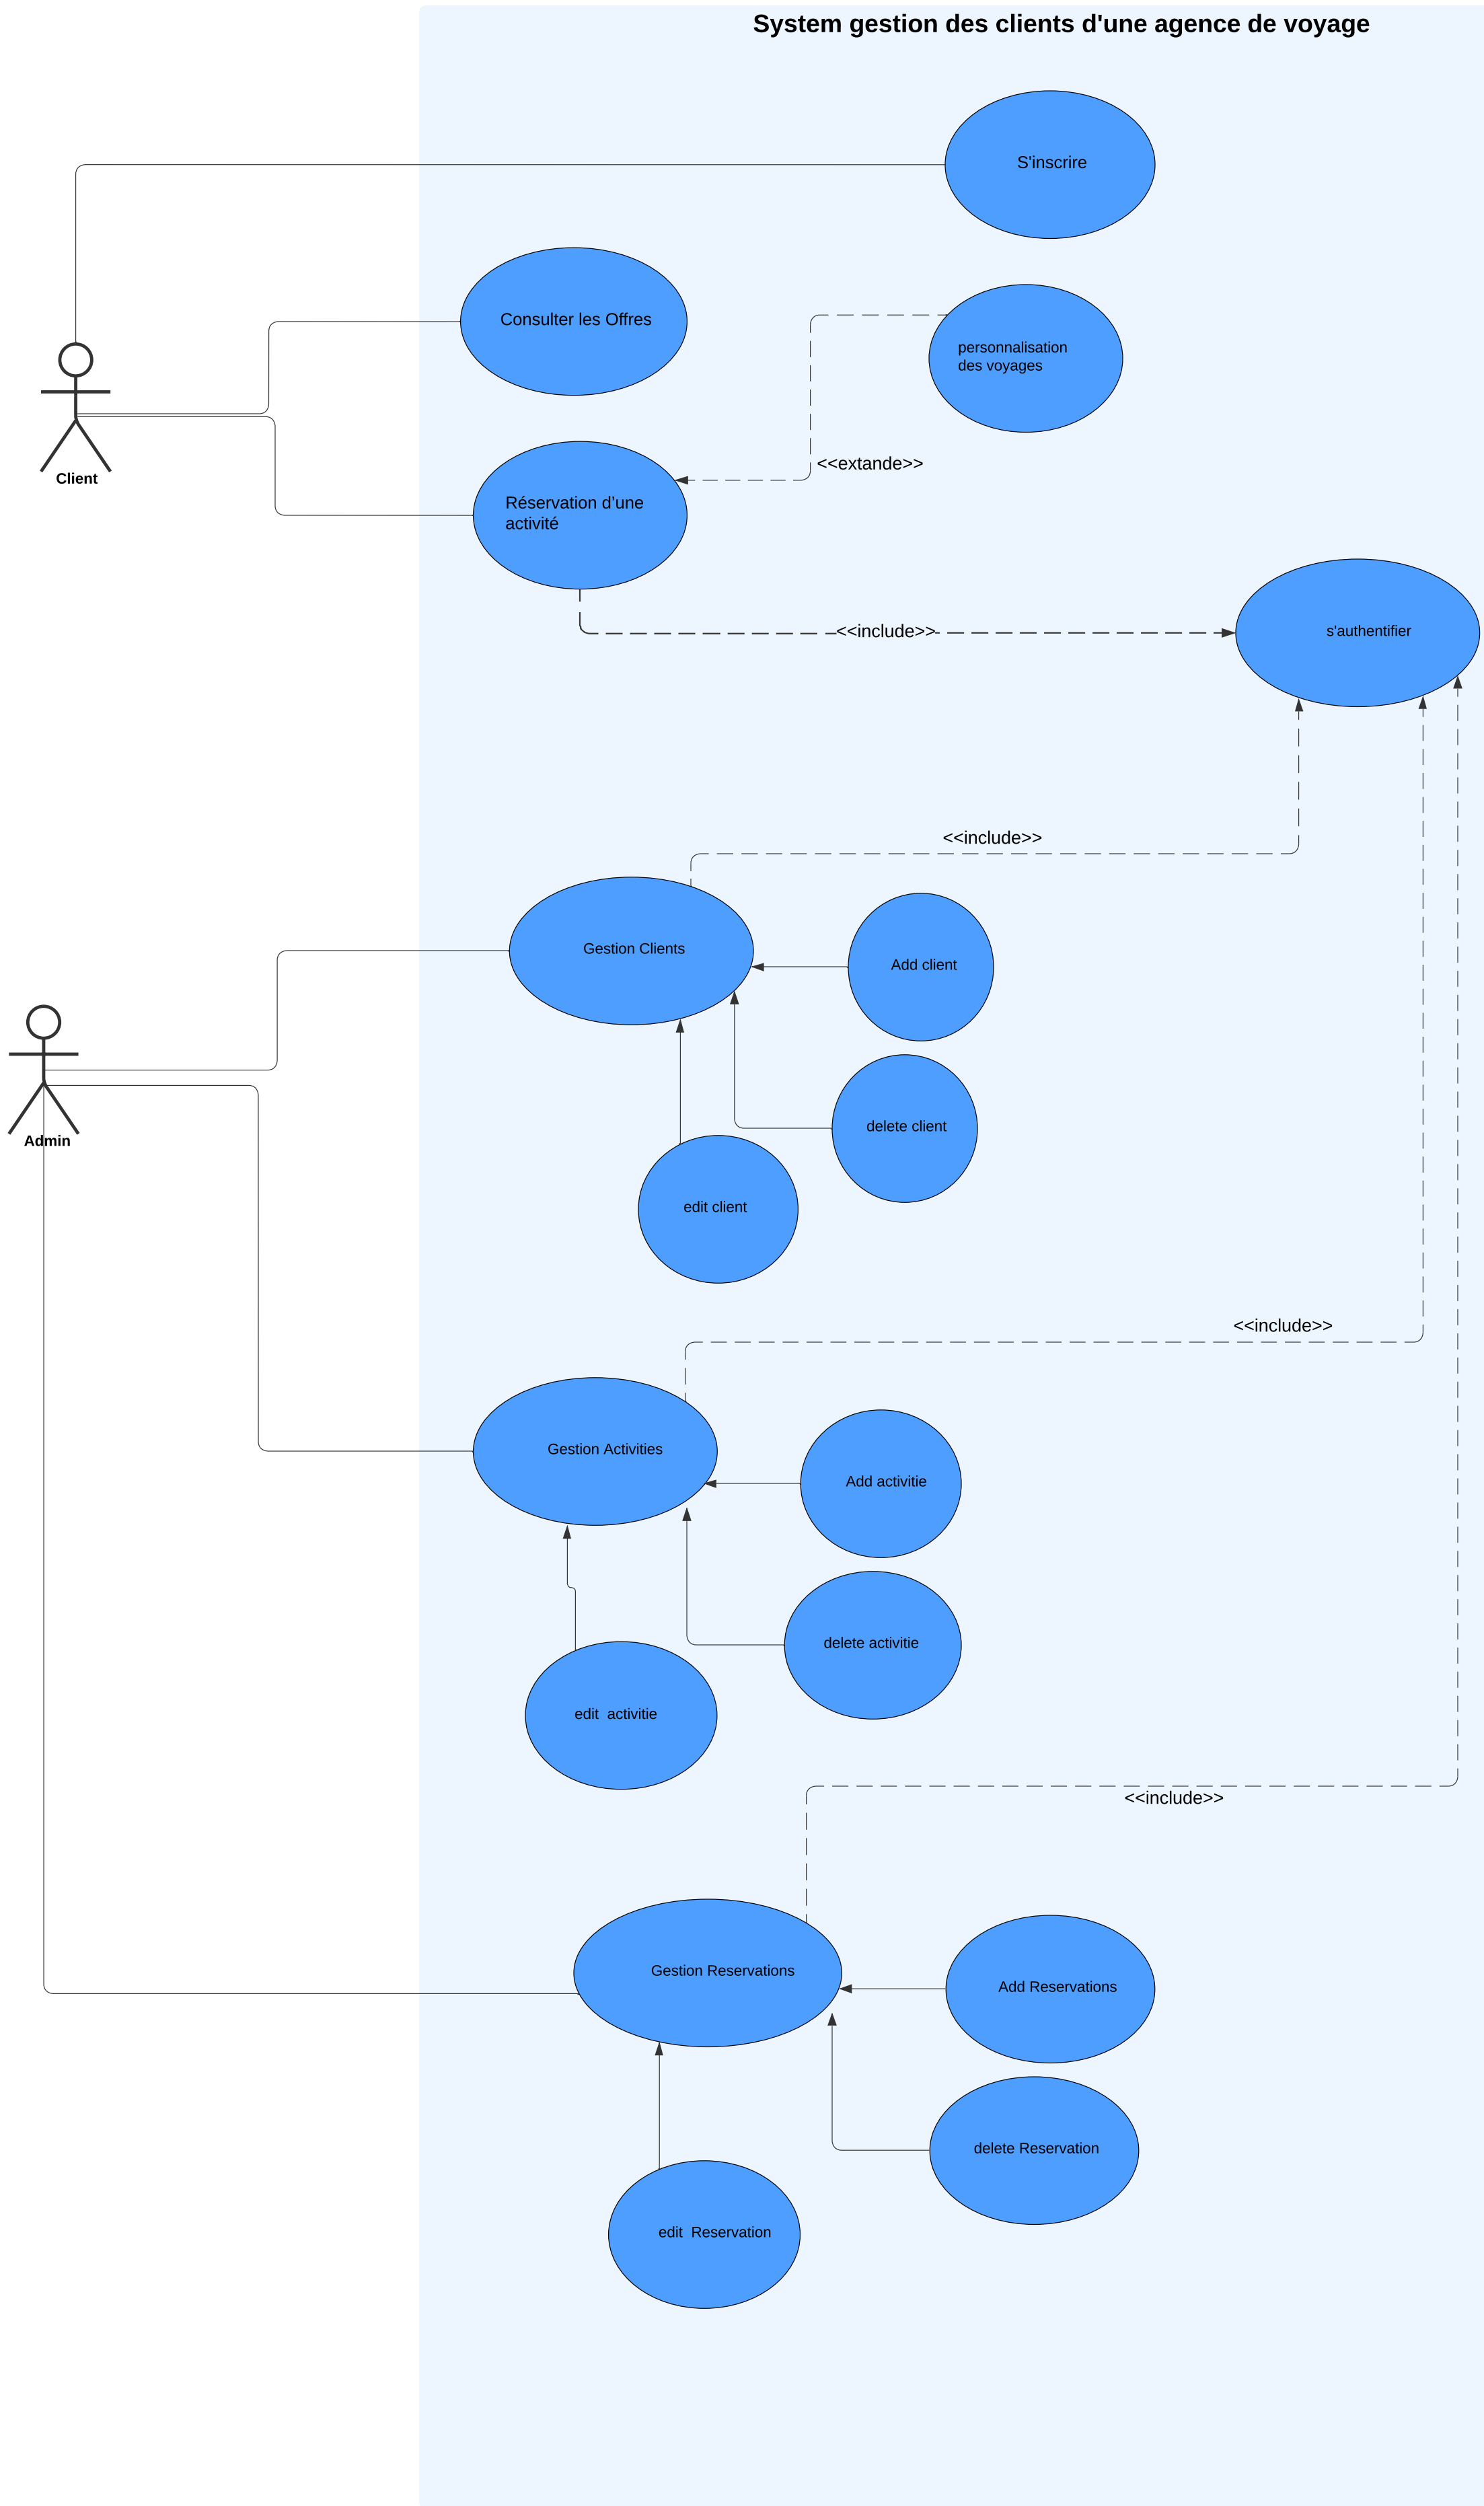 System gestion des clients d'une agence de voyage
S'inscrire
Consulter les Offres
personnalisation
des voyages
<<extande>>
Client
Réservation d’une
activité
<<include>>
s'authentifier
<<include>>
Gestion Clients
Add client
Admin
delete client
edit client
<<include>>
Gestion Activities
Add activitie
delete activitie
edit  activitie
<<include>>
Gestion Reservations
Add Reservations
delete Reservation
edit  Reservation